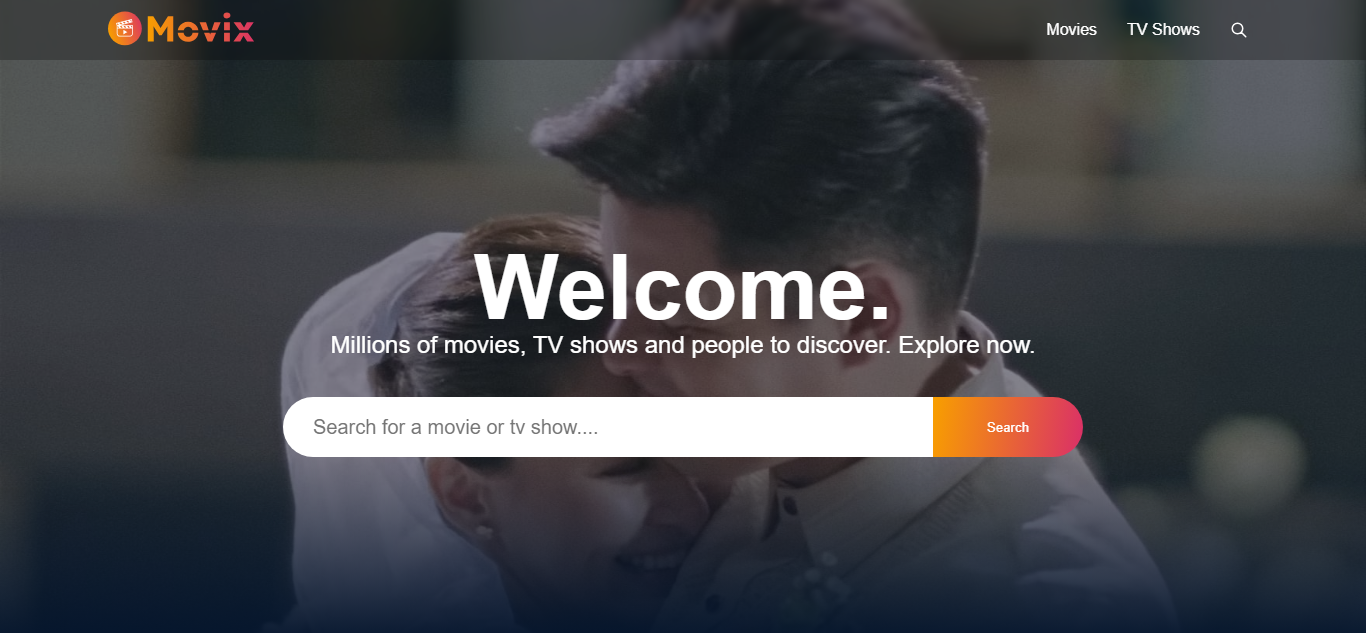 Movix
Movies
TV Shows
Welcome.
Millions of movies, TV shows and people to discover. Explore now.
Search for a movie or tv show....
Search